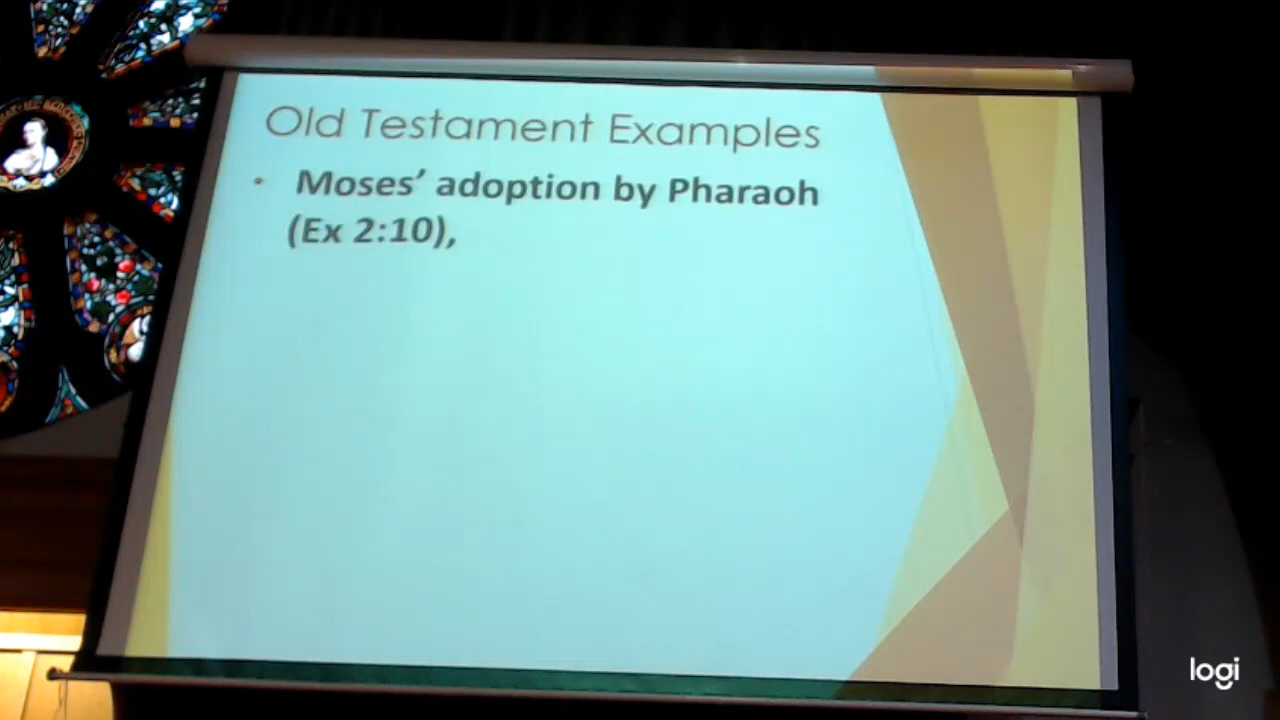 Old Testament Examples
• Moses’ adoption by Pharaoh
(Ex 2:10),
logi